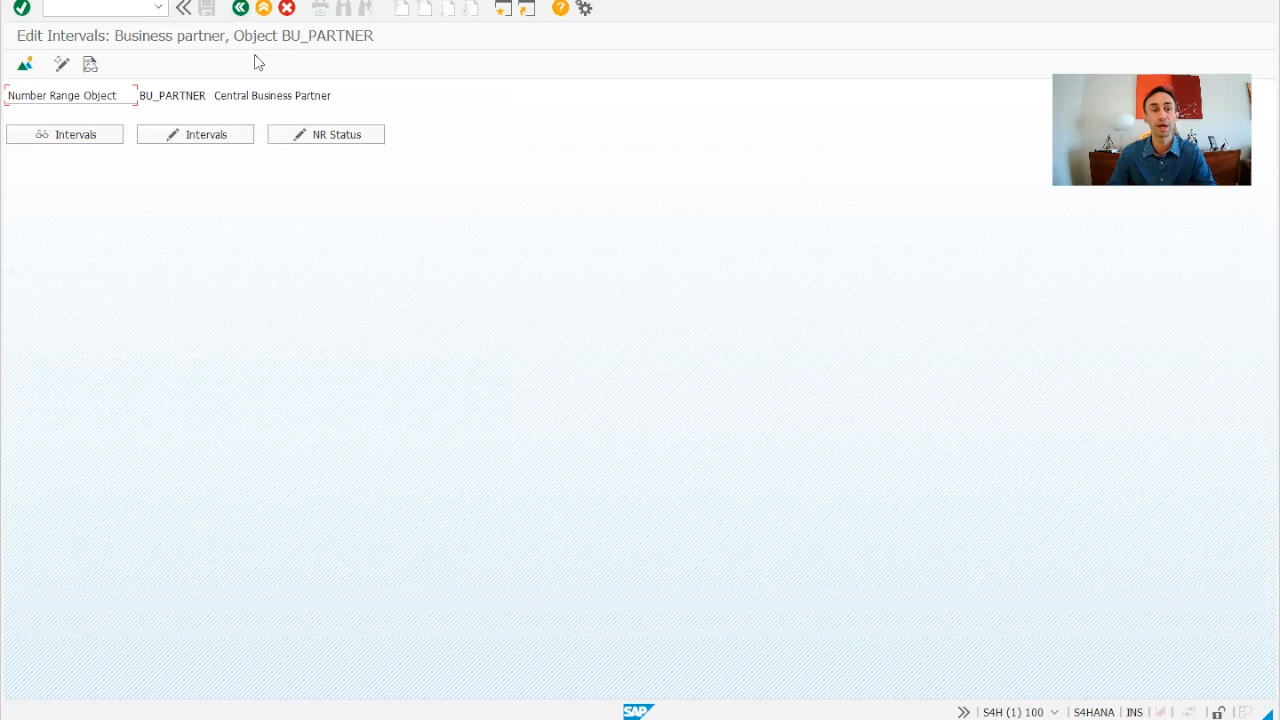 Edit Intervals: Business partner, Object BU_PARTNER
Number Range Object BU_PARTNER Central Business Partner
Intervals Intervals NR Status
SAP S4H (1) 100 S4HANA INS